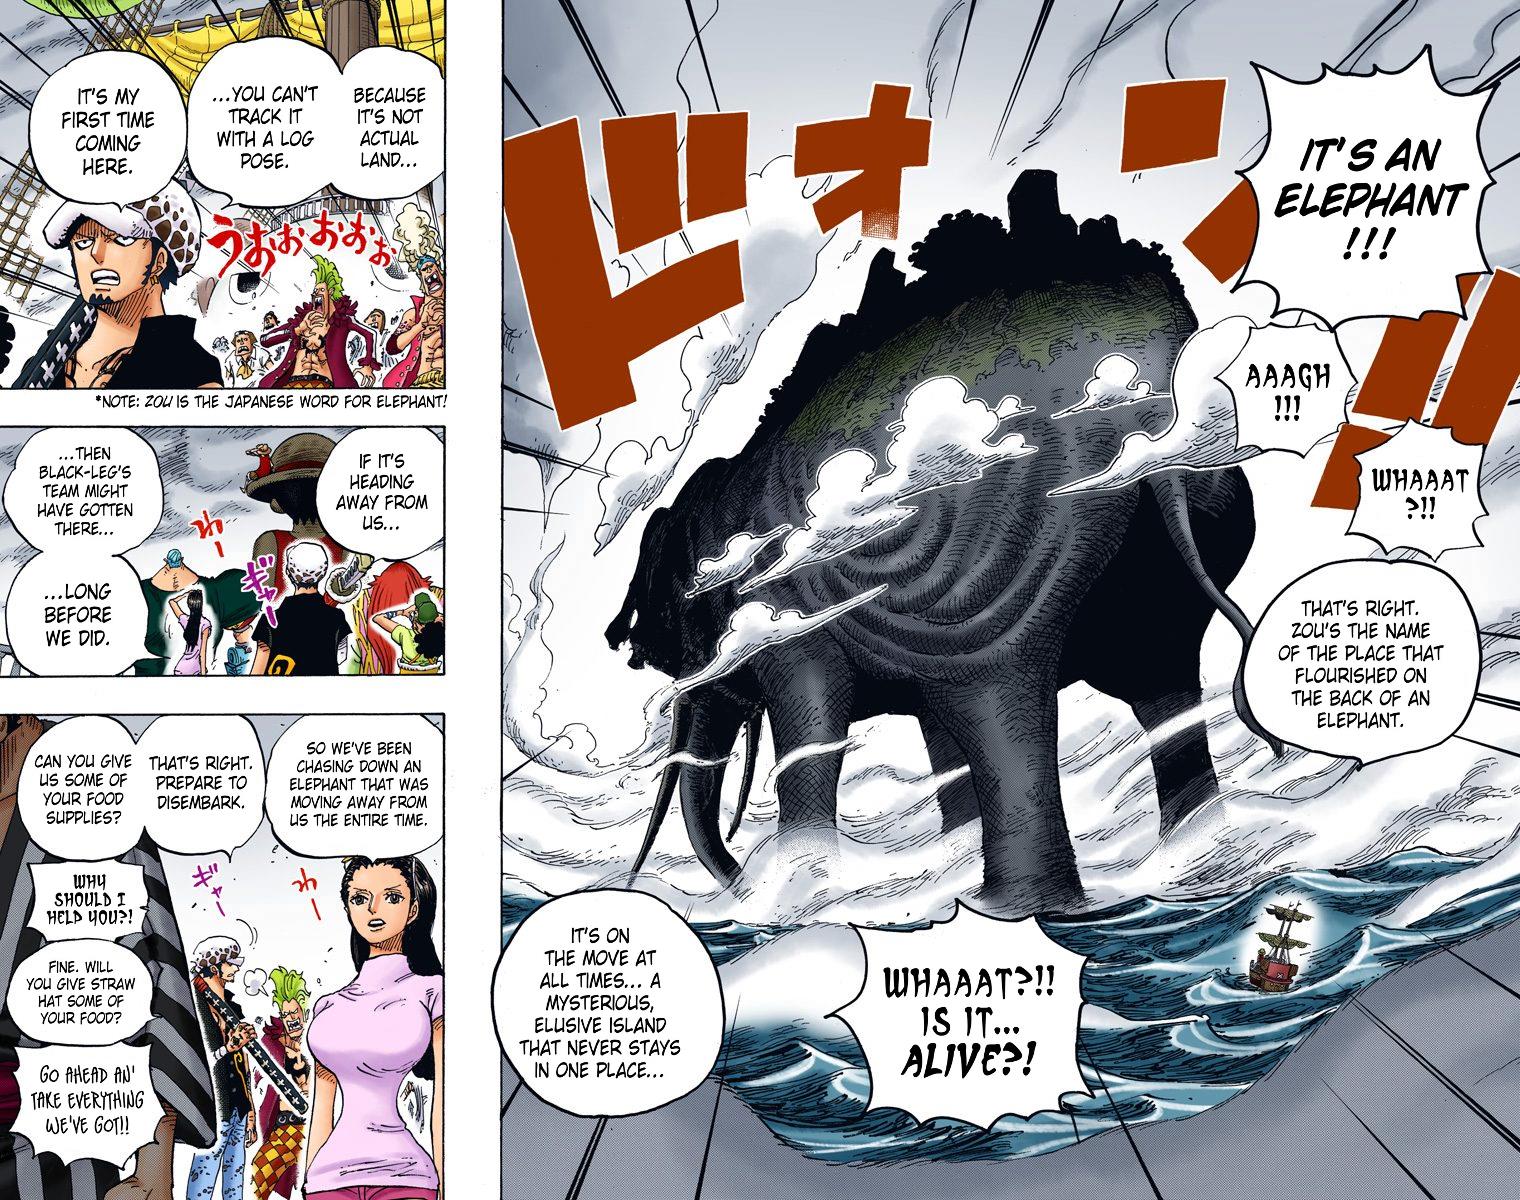 IT'S AN
ELEPHANT
!!!
AAAGH
!!!
WHAAAT
?!!
THAT'S RIGHT.
ZOU'S THE NAME
OF THE PLACE THAT
FLOURISHED ON
THE BACK OF AN
ELEPHANT.
ドォン!!
WHAAAT?!!
IS IT...
ALIVE?!
IT'S ON
THE MOVE AT
ALL TIMES... A
MYSTERIOUS,
ELUSIVE ISLAND
THAT NEVER STAYS
IN ONE PLACE...
BECAUSE
IT'S NOT
ACTUAL
LAND...
...YOU CAN'T
TRACK IT
WITH A LOG
POSE.
IT'S MY
FIRST TIME
COMING
HERE.
うおおおおお
*NOTE: ZOU IS THE JAPANESE WORD FOR ELEPHANT!
IF IT'S
HEADING
AWAY FROM
US...
...THEN
BLACK-LEG'S
TEAM MIGHT
HAVE GOTTEN
THERE...
わー
ギャー
...LONG
BEFORE
WE DID.
SO WE'VE BEEN
CHASING DOWN AN
ELEPHANT THAT WAS
MOVING AWAY FROM
US THE ENTIRE TIME.
THAT'S RIGHT.
PREPARE TO
DISEMBARK.
CAN YOU GIVE
US SOME OF
YOUR FOOD
SUPPLIES?
わー
ギャー
WHY
SHOULD I
HELP YOU?!
FINE. WILL
YOU GIVE STRAW
HAT SOME OF
YOUR FOOD?
GO AHEAD AN'
TAKE EVERYTHING
WE'VE GOT!!